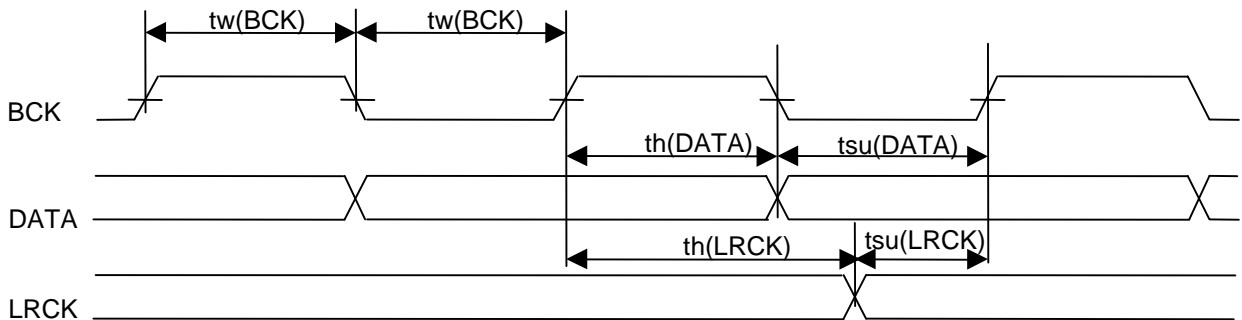 tw(BCK) tw(BCK)
BCK
th(DATA) tsu(DATA)
DATA
th(LRCK) tsu(LRCK)
LRCK